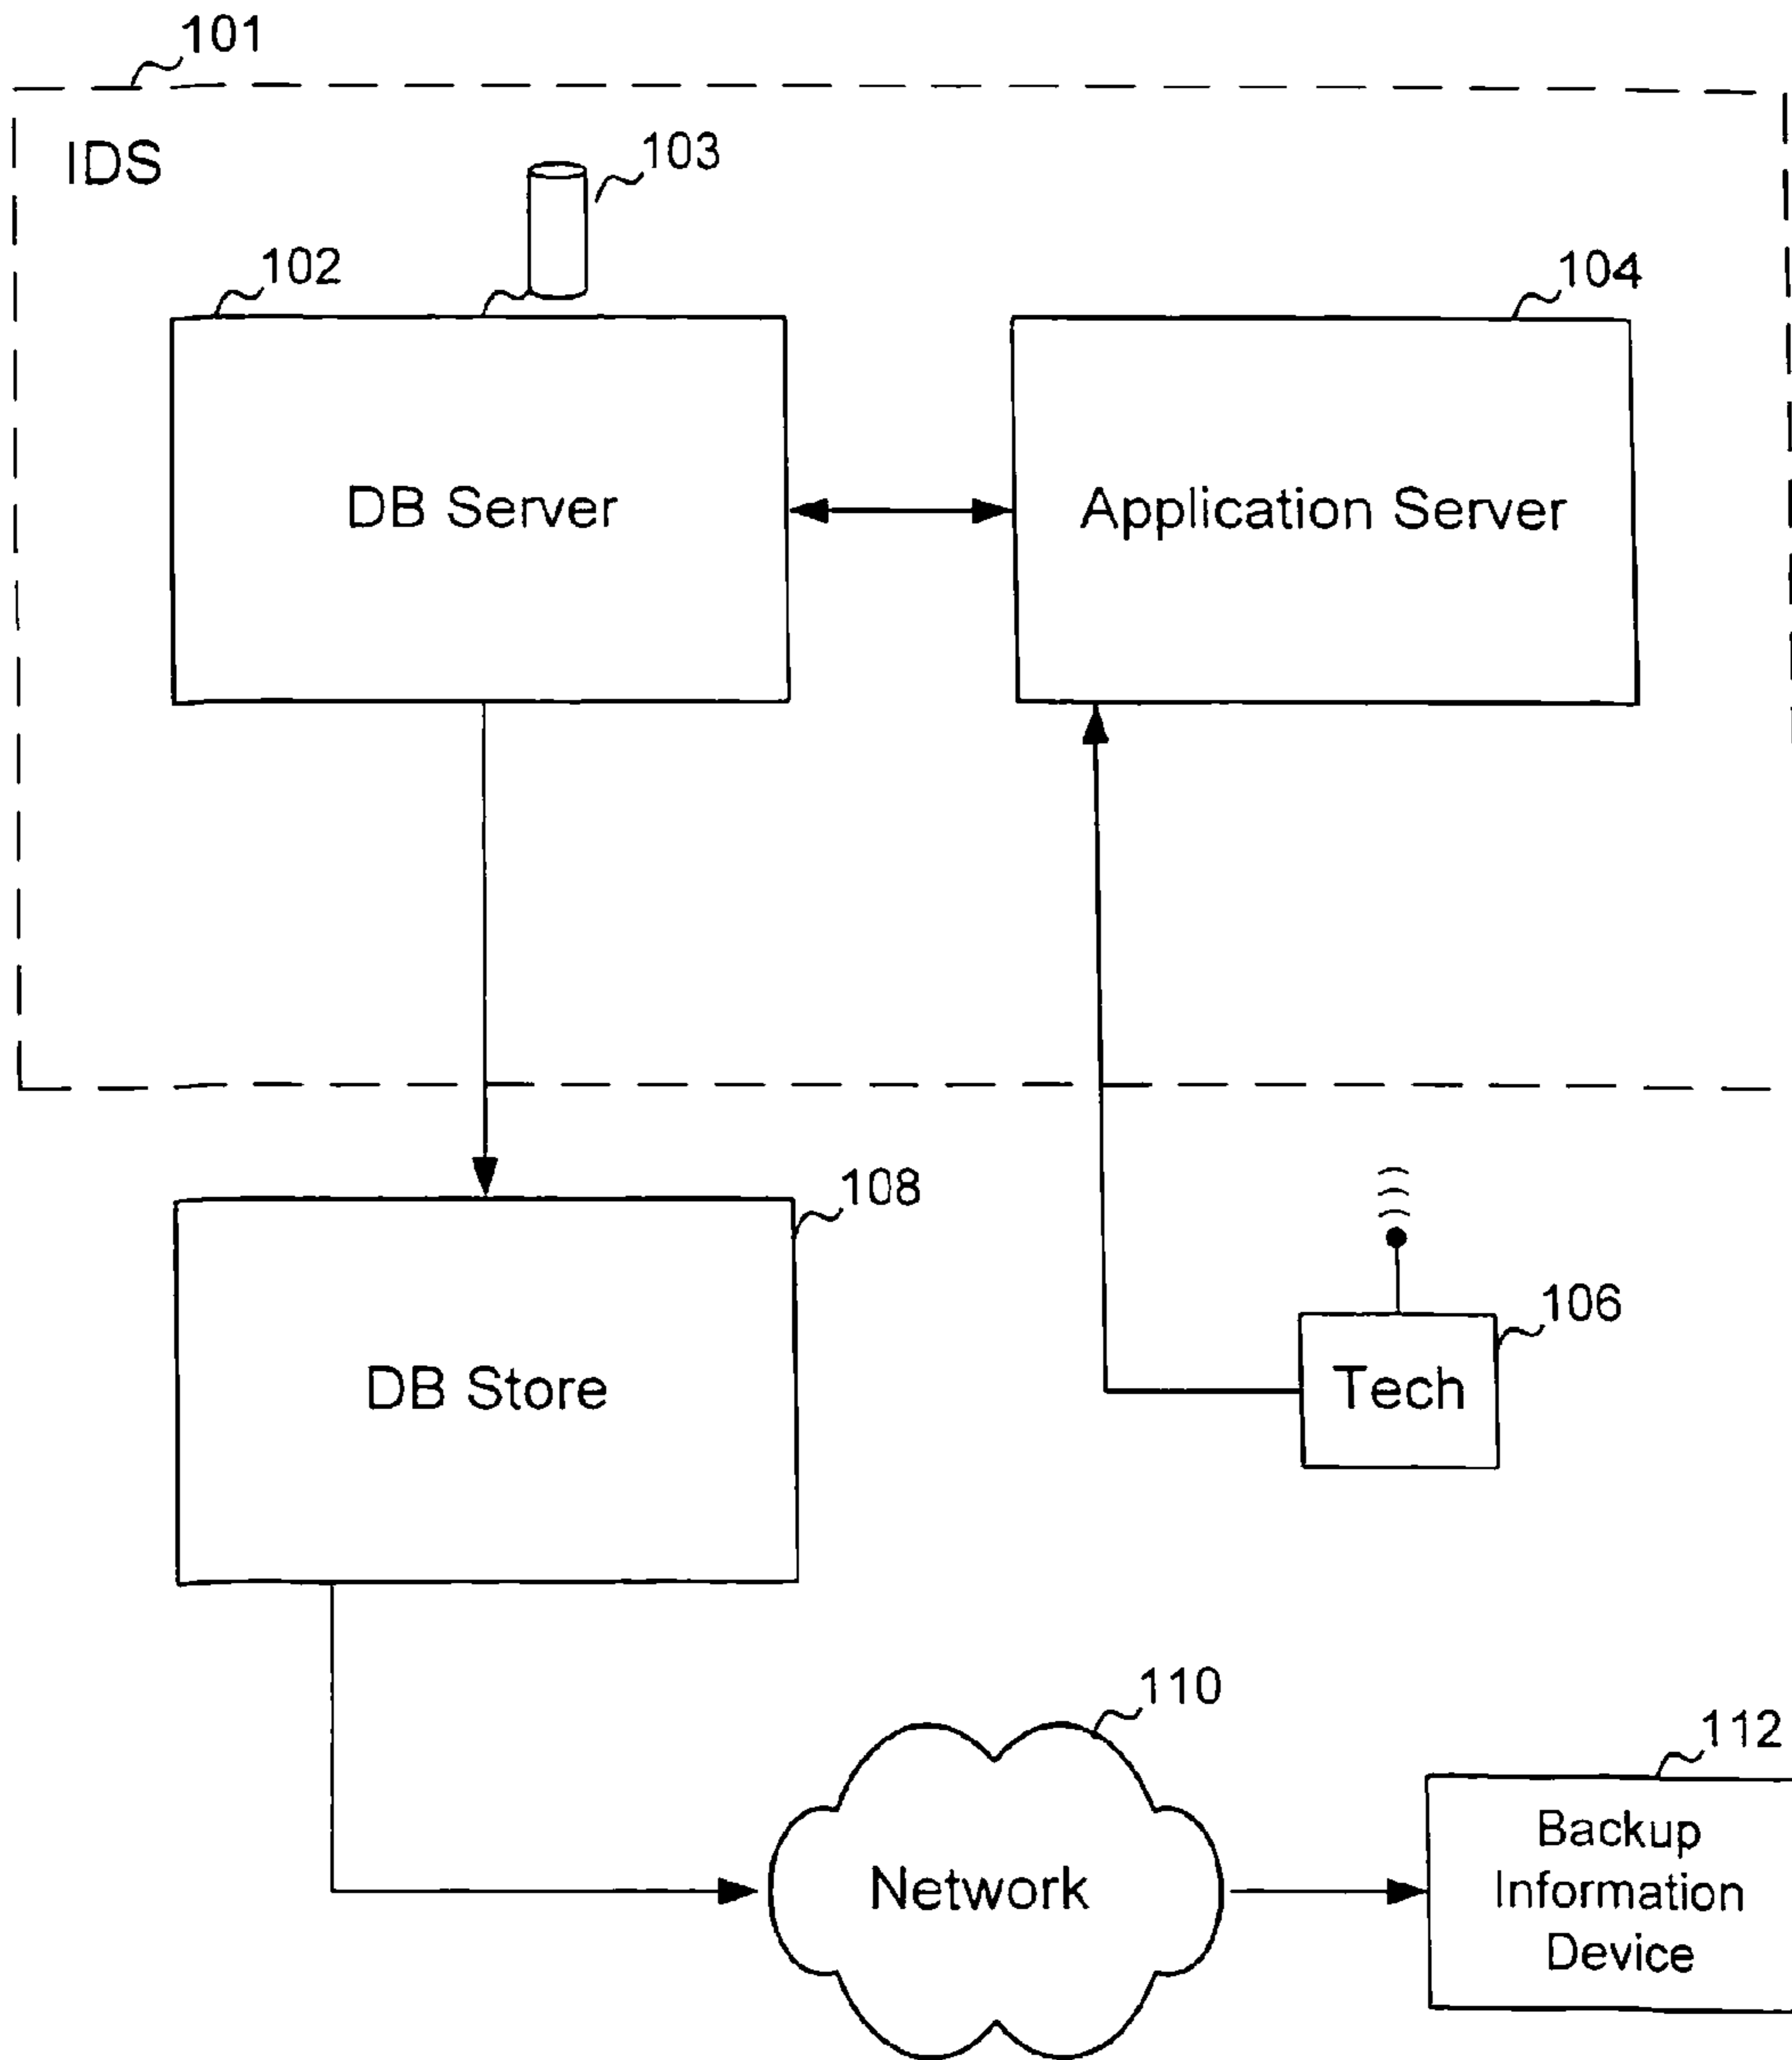 101
IDS
103
102
104
DB Server
Application Server
108
106
DB Store
Tech
110
112
Network
Backup
Information
Device